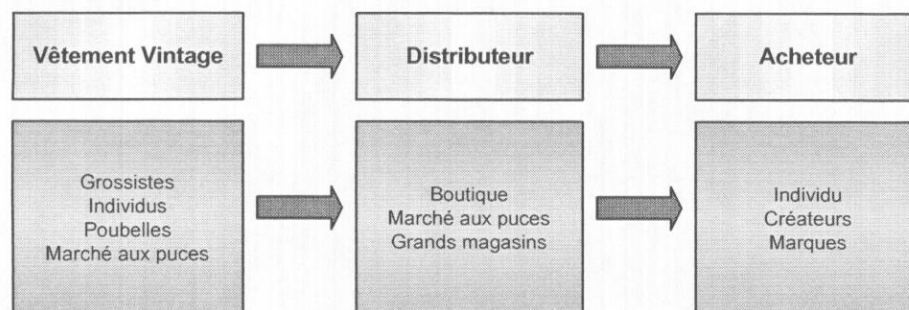 Vêtement Vintage
Distributeur
Acheteur
Grossistes
Individus
Poubelles
Marché aux puces
Boutique
Marché aux puces
Grands magasins
Individu
Créateurs
Marques